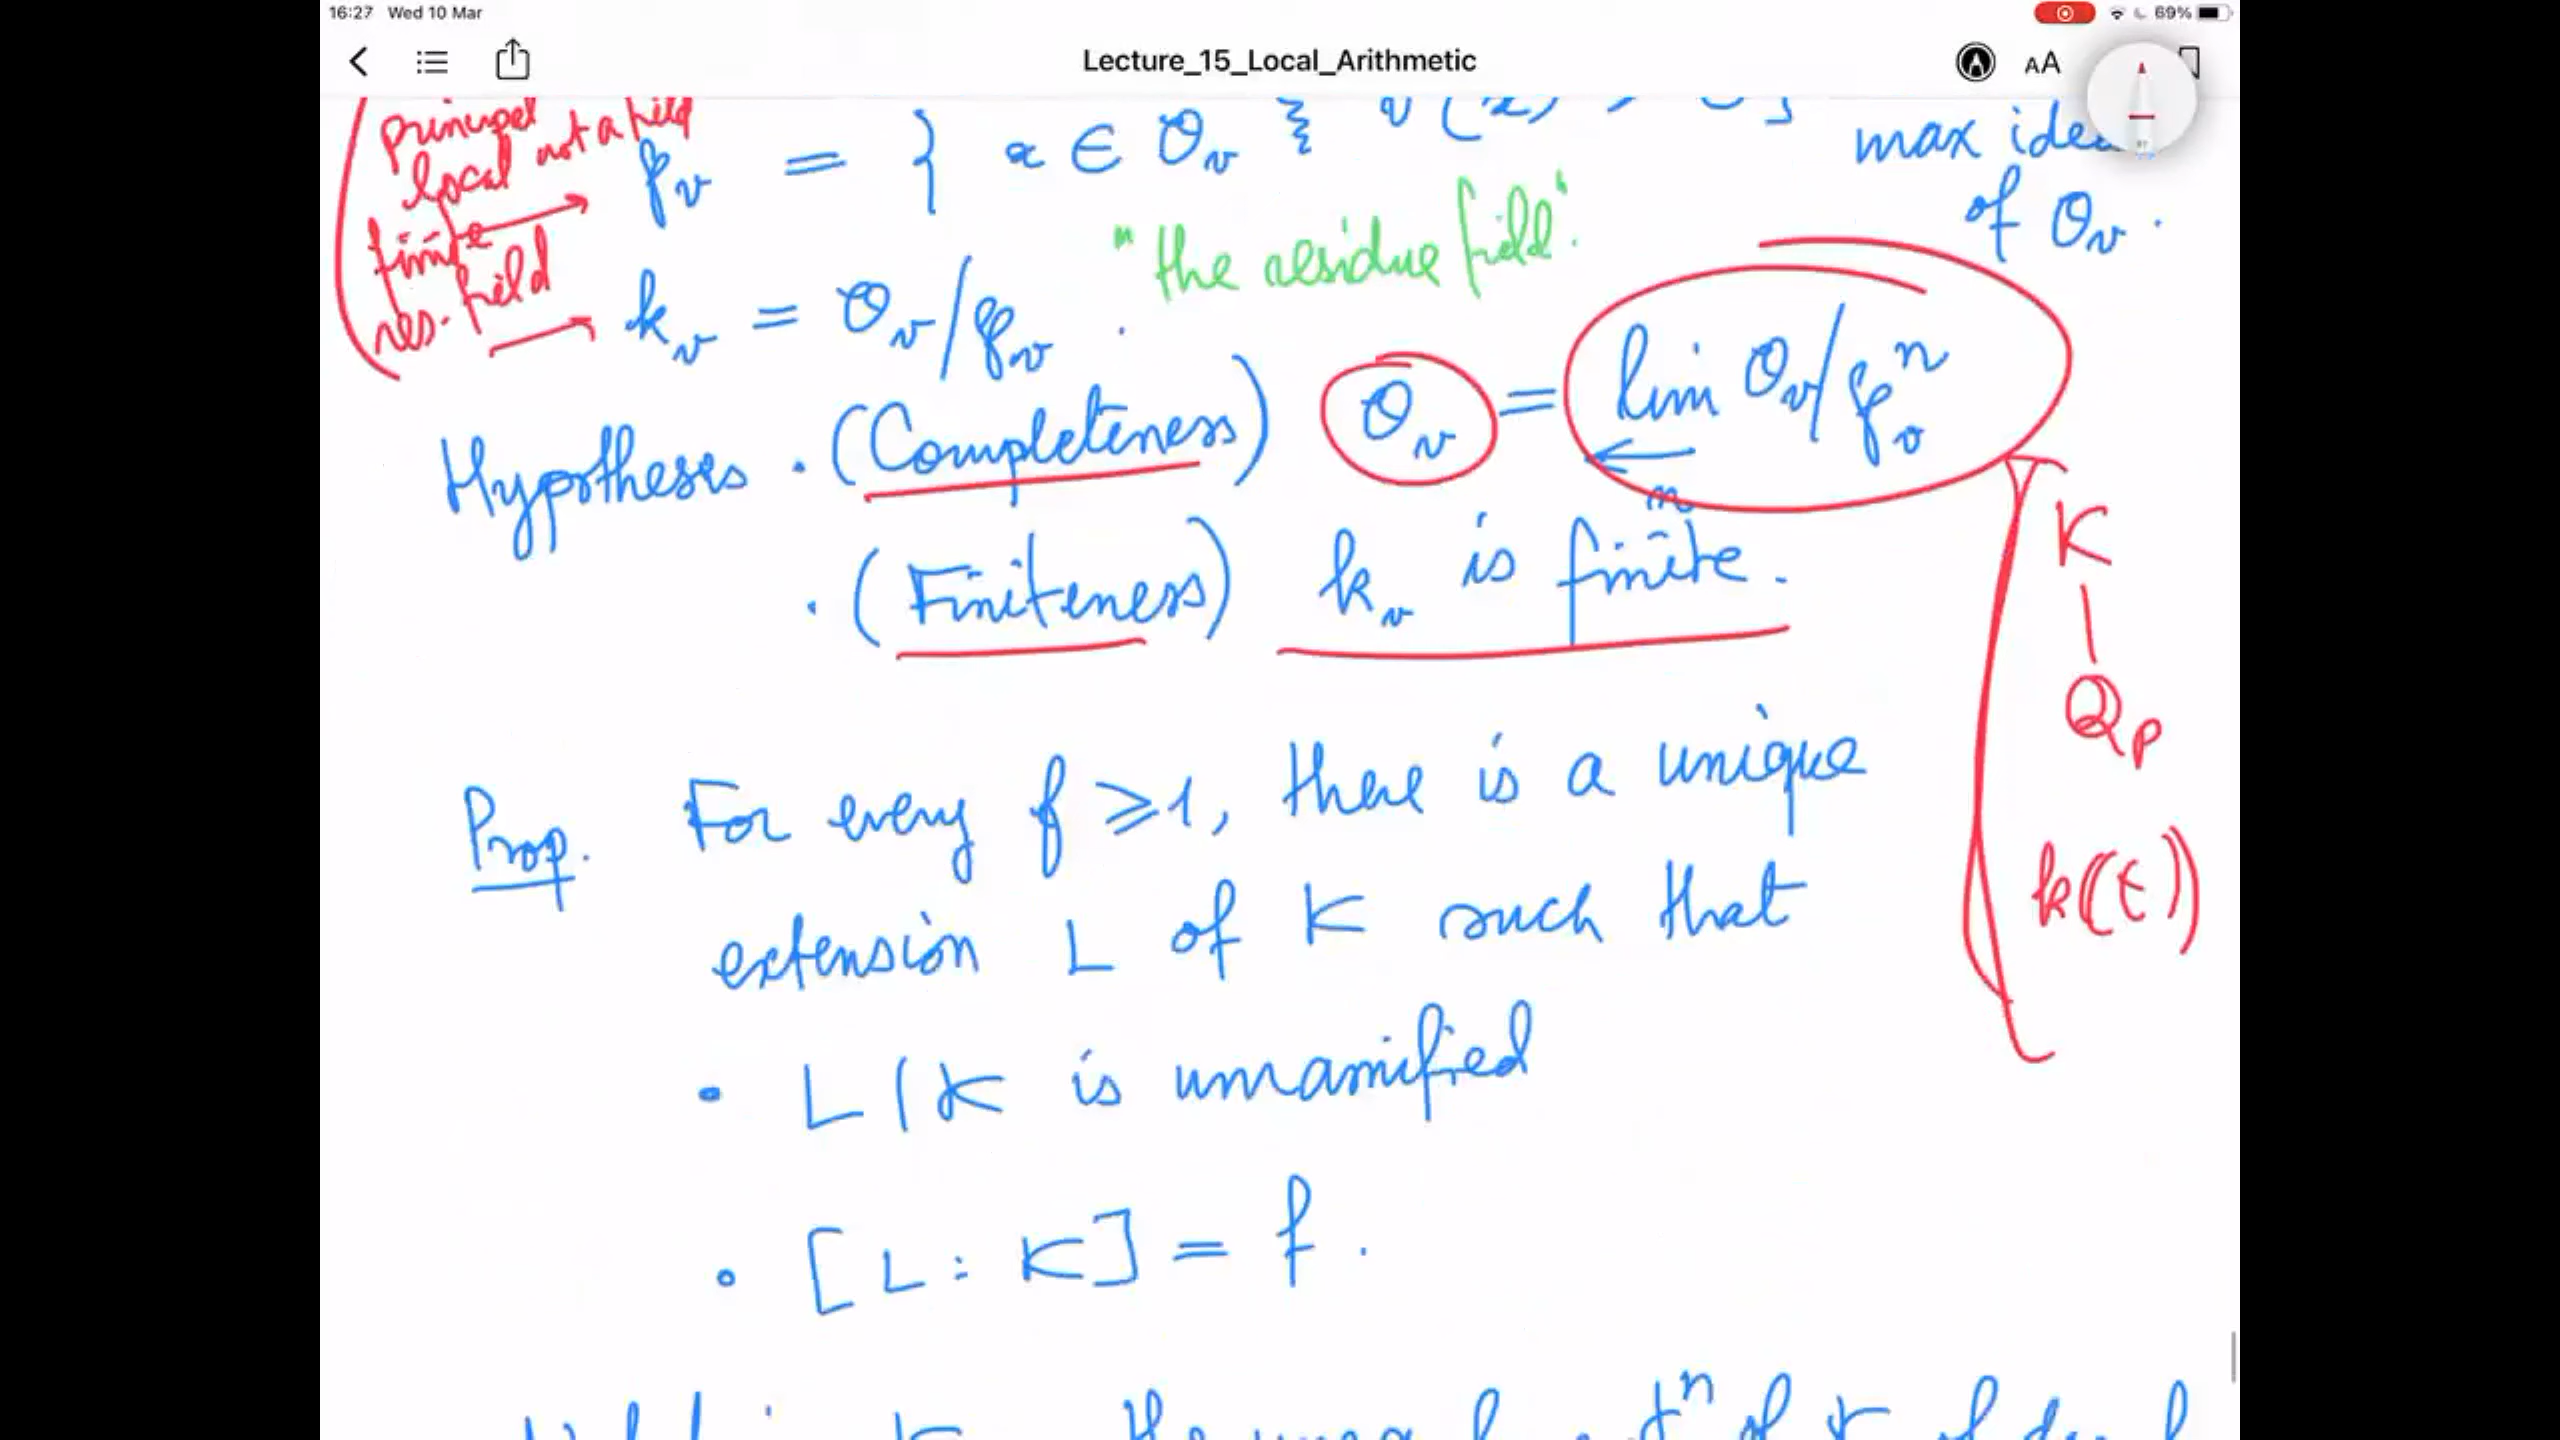 16:27 Wed 10 Mar
69%
Lecture_15_Local_Arithmetic
AA
principal
local not a field
finite
res. field
𝔭_v = { x ∈ O_v ; v(x) > 0 } max ideal
of O_v.
"the residue field".
k_v = O_v/𝔭_v.
Hypotheses · (Completeness) O_v = lim O_v/𝔭_v^n
n
· (Finiteness) k_v is finite.
K
|
Q_p
k((t))
Prop. For every f ⩾ 1, there is a unique
extension L of K such that
• L/K is unramified
• [L : K] = f.